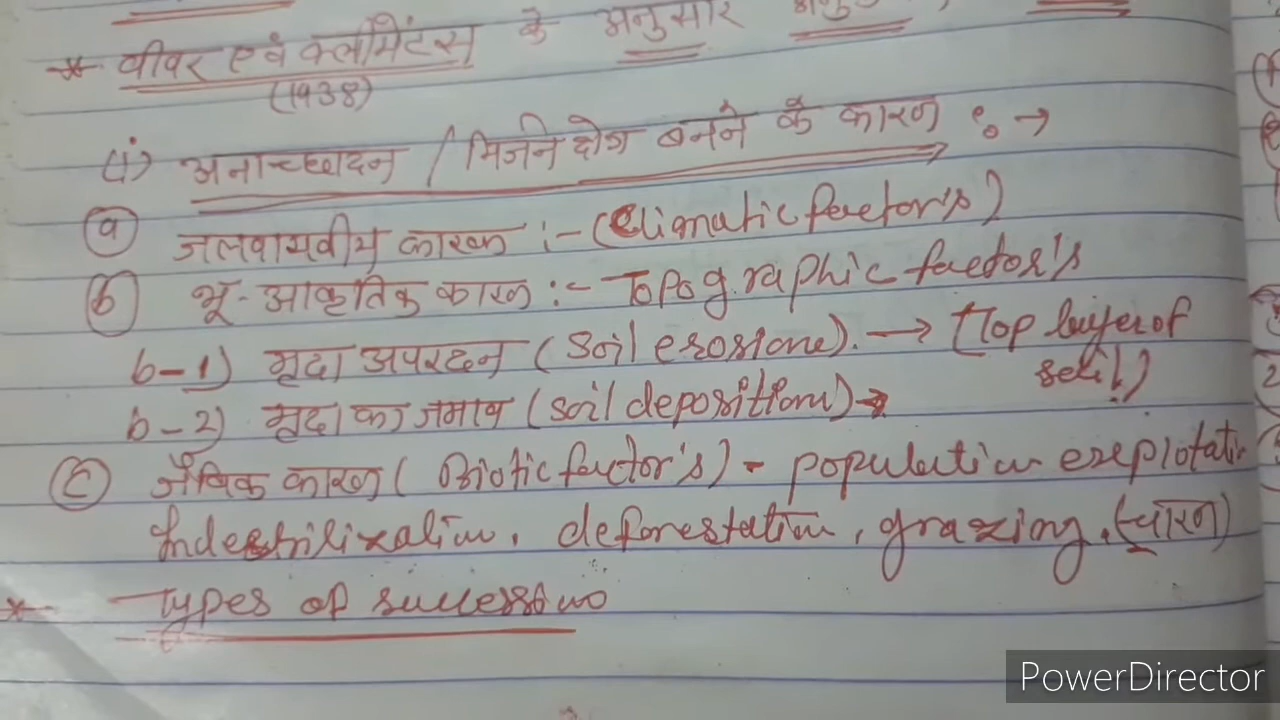 * वीवर एवं क्लीमेंटस के अनुसार
(1938)
(i) अनाच्छादन / निर्जन क्षेत्र बनने के कारण :→
(a) जलवायवीय कारक :- (Climatic factor's)
(b) भू-आकृतिक कारक :- Topographic factor's
b-1) मृदा अपरदन (Soil erosione). → (Top layer of
soil)
b-2) मृदा का जमाव (soil deposition) →
(c) जैविक कारक ( Biotic factor's) - population
Indestrilization, deforestation, grazing, (चारण)
* Types of succession
PowerDirector